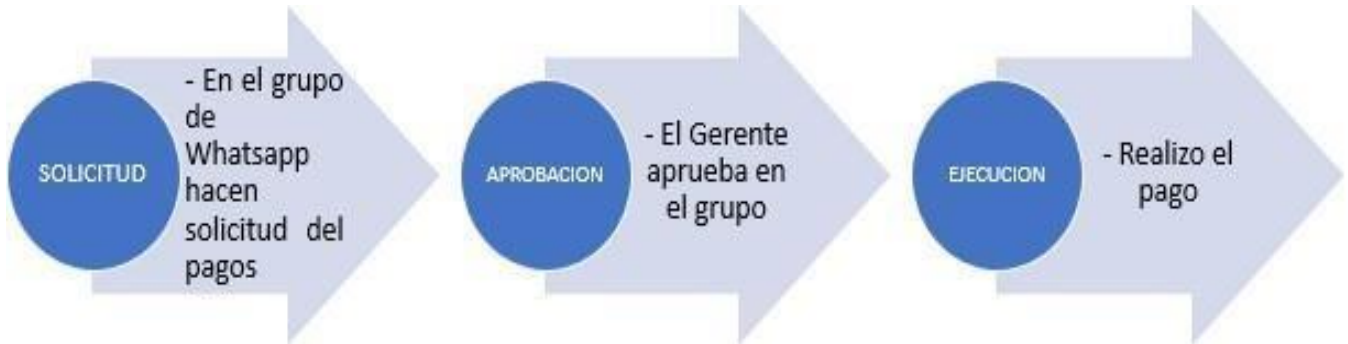 SOLICITUD
- En el grupo
de
Whatsapp
hacen
solicitud del
pagos
APROBACION
- El Gerente
aprueba en
el grupo
EJECUCION
- Realizo el
pago